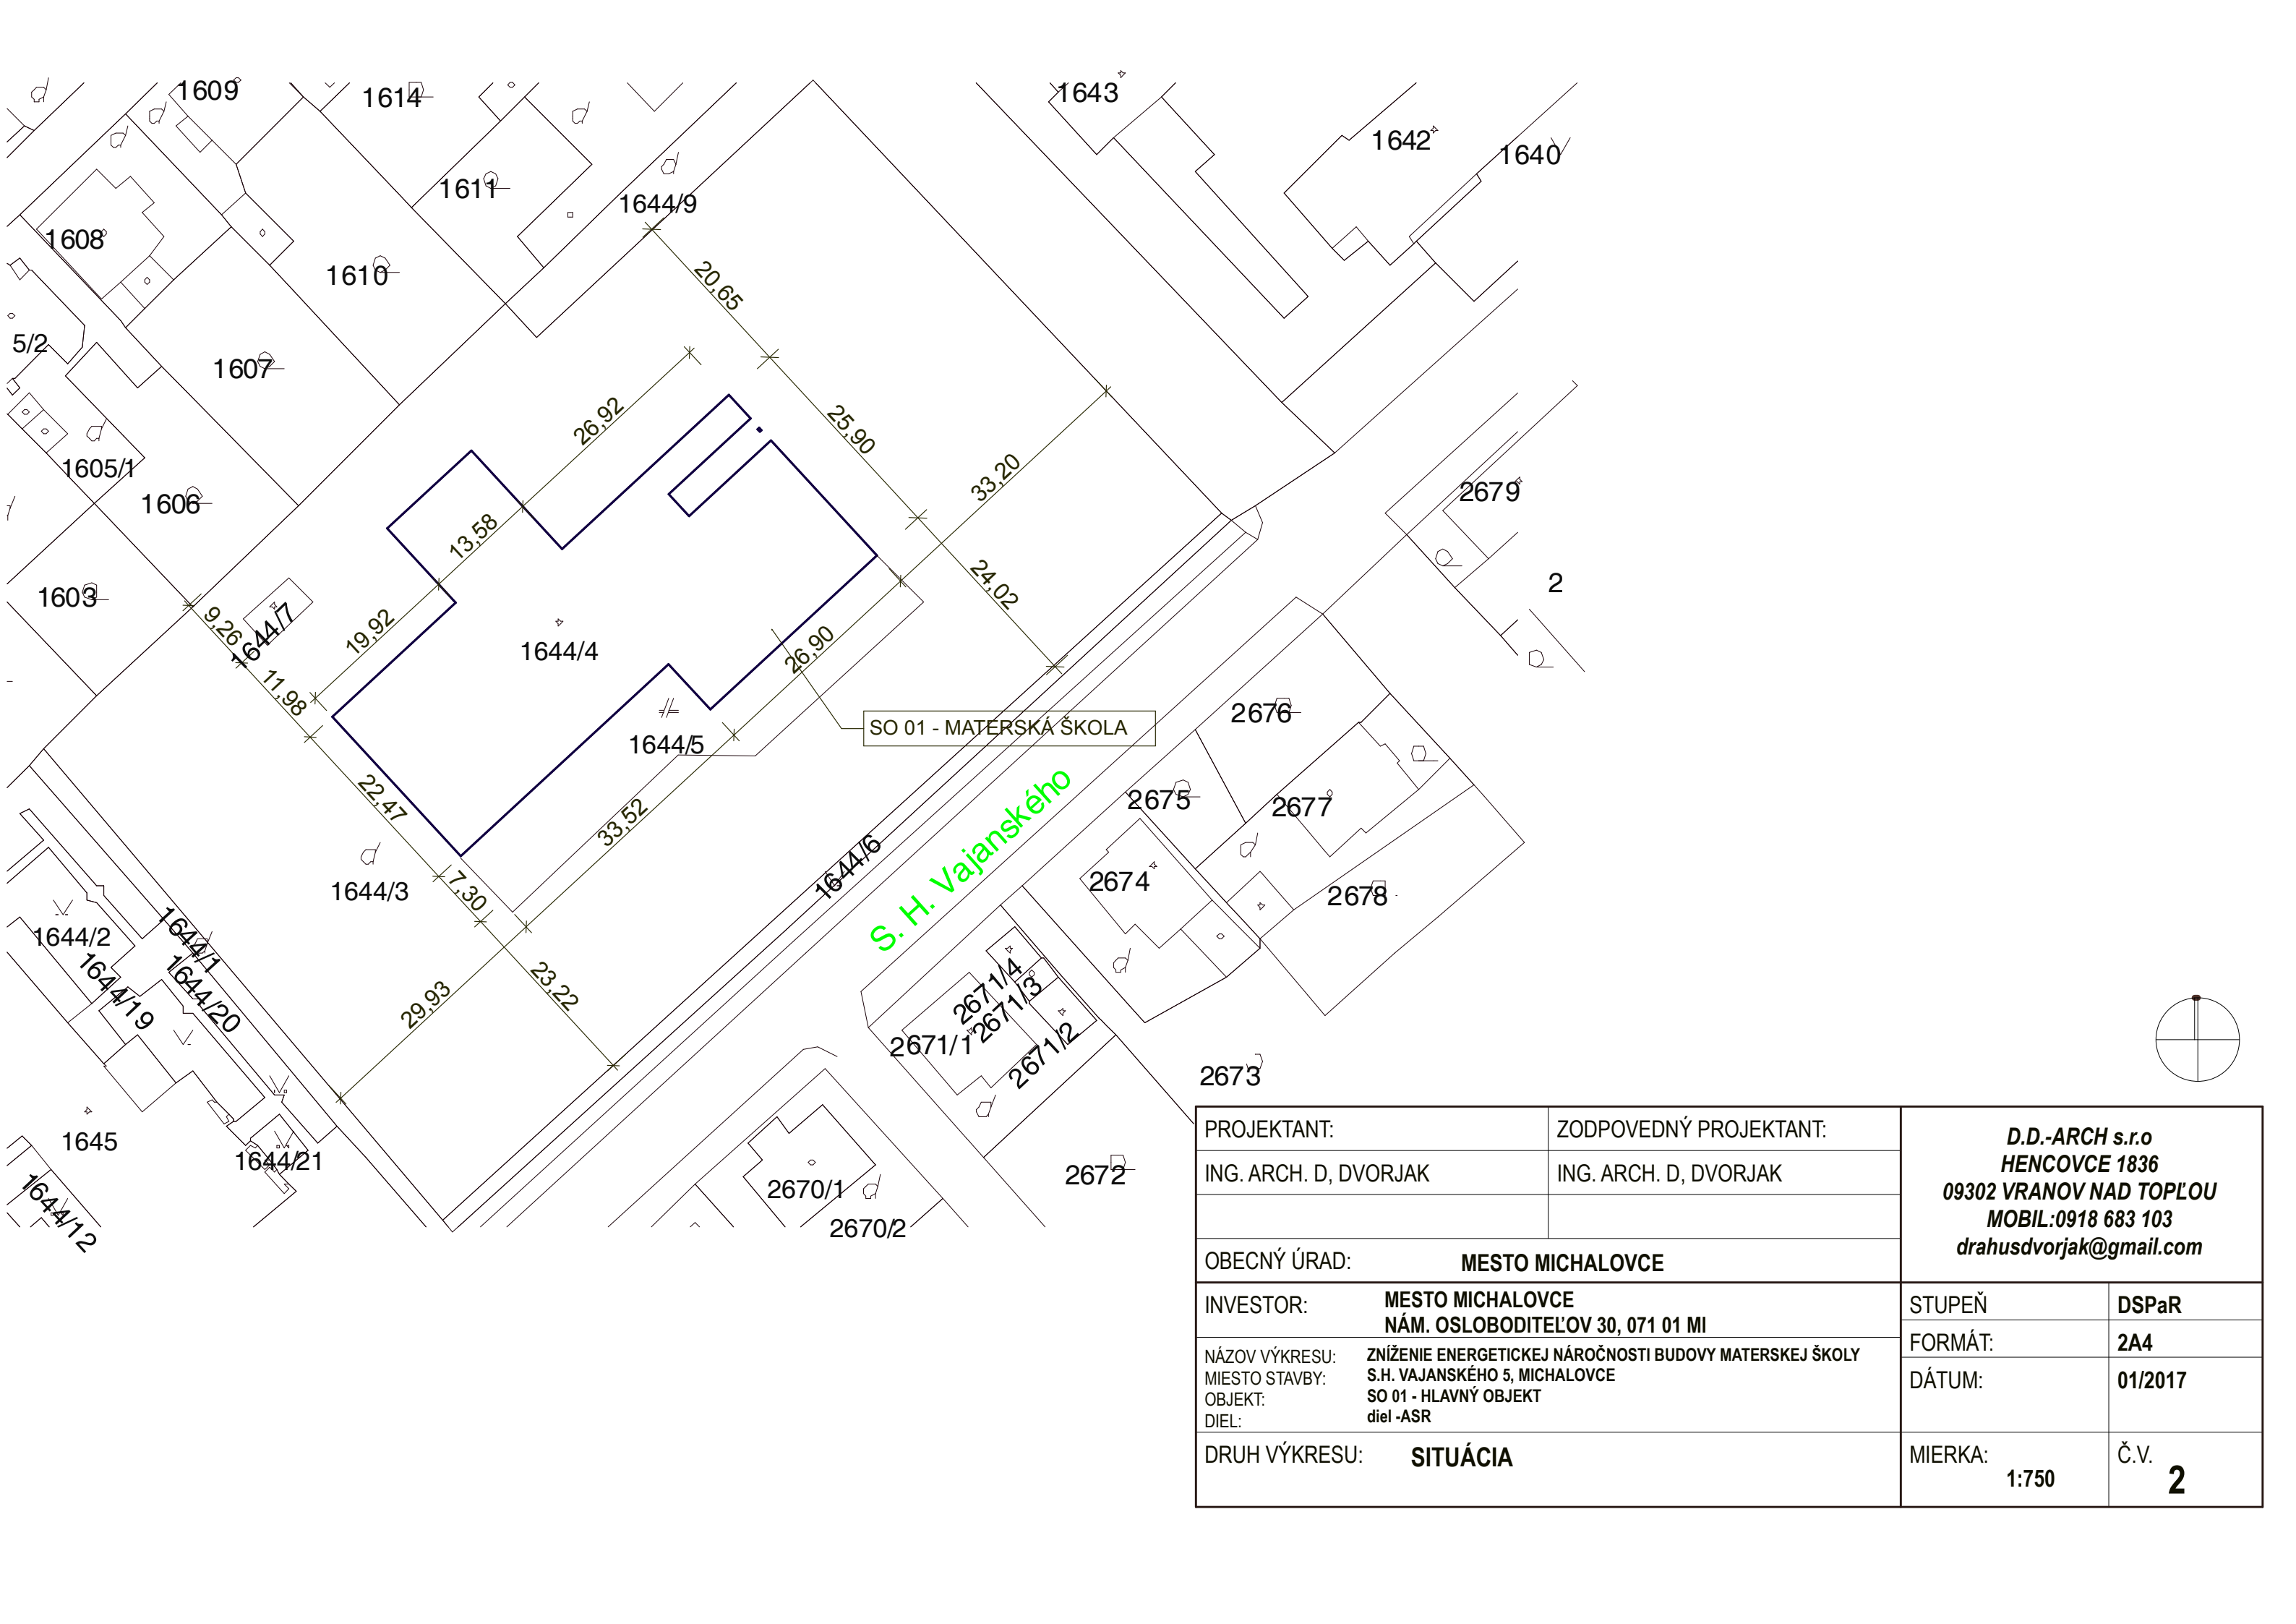 1609
1614
1643
1642
1640
1611
1644/9
1608
1610
20,65
5/2
1607
26,92
25,90
33,20
1605/1
1606
2679
13,58
24,02
2
1603
9,26
1644/7
19,92
1644/4
26,90
11,98
1644/5
SO 01 - MATERSKÁ ŠKOLA
2676
22,47
33,52
2675
2677
S. H. Vajanského
1644/6
2674
1644/3
7,30
2678
1644/2
1644/1
1644/19
1644/20
29,93
23,22
2671/4
2671/3
2671/1
2671/2
2673
1645
1644/21
1644/12
2670/1
2670/2
2672
PROJEKTANT:
ZODPOVEDNÝ PROJEKTANT:
ING. ARCH. D, DVORJAK
ING. ARCH. D, DVORJAK
D.D.-ARCH s.r.o
HENCOVCE 1836
09302 VRANOV NAD TOPĽOU
MOBIL:0918 683 103
drahusdvorjak@gmail.com
OBECNÝ ÚRAD: MESTO MICHALOVCE
INVESTOR: MESTO MICHALOVCE
NÁM. OSLOBODITEĽOV 30, 071 01 MI
STUPEŇ DSPaR
FORMÁT: 2A4
DÁTUM: 01/2017
NÁZOV VÝKRESU: ZNÍŽENIE ENERGETICKEJ NÁROČNOSTI BUDOVY MATERSKEJ ŠKOLY
MIESTO STAVBY: S.H. VAJANSKÉHO 5, MICHALOVCE
OBJEKT: SO 01 - HLAVNÝ OBJEKT
DIEL: diel -ASR
DRUH VÝKRESU: SITUÁCIA
MIERKA: 1:750
Č.V. 2